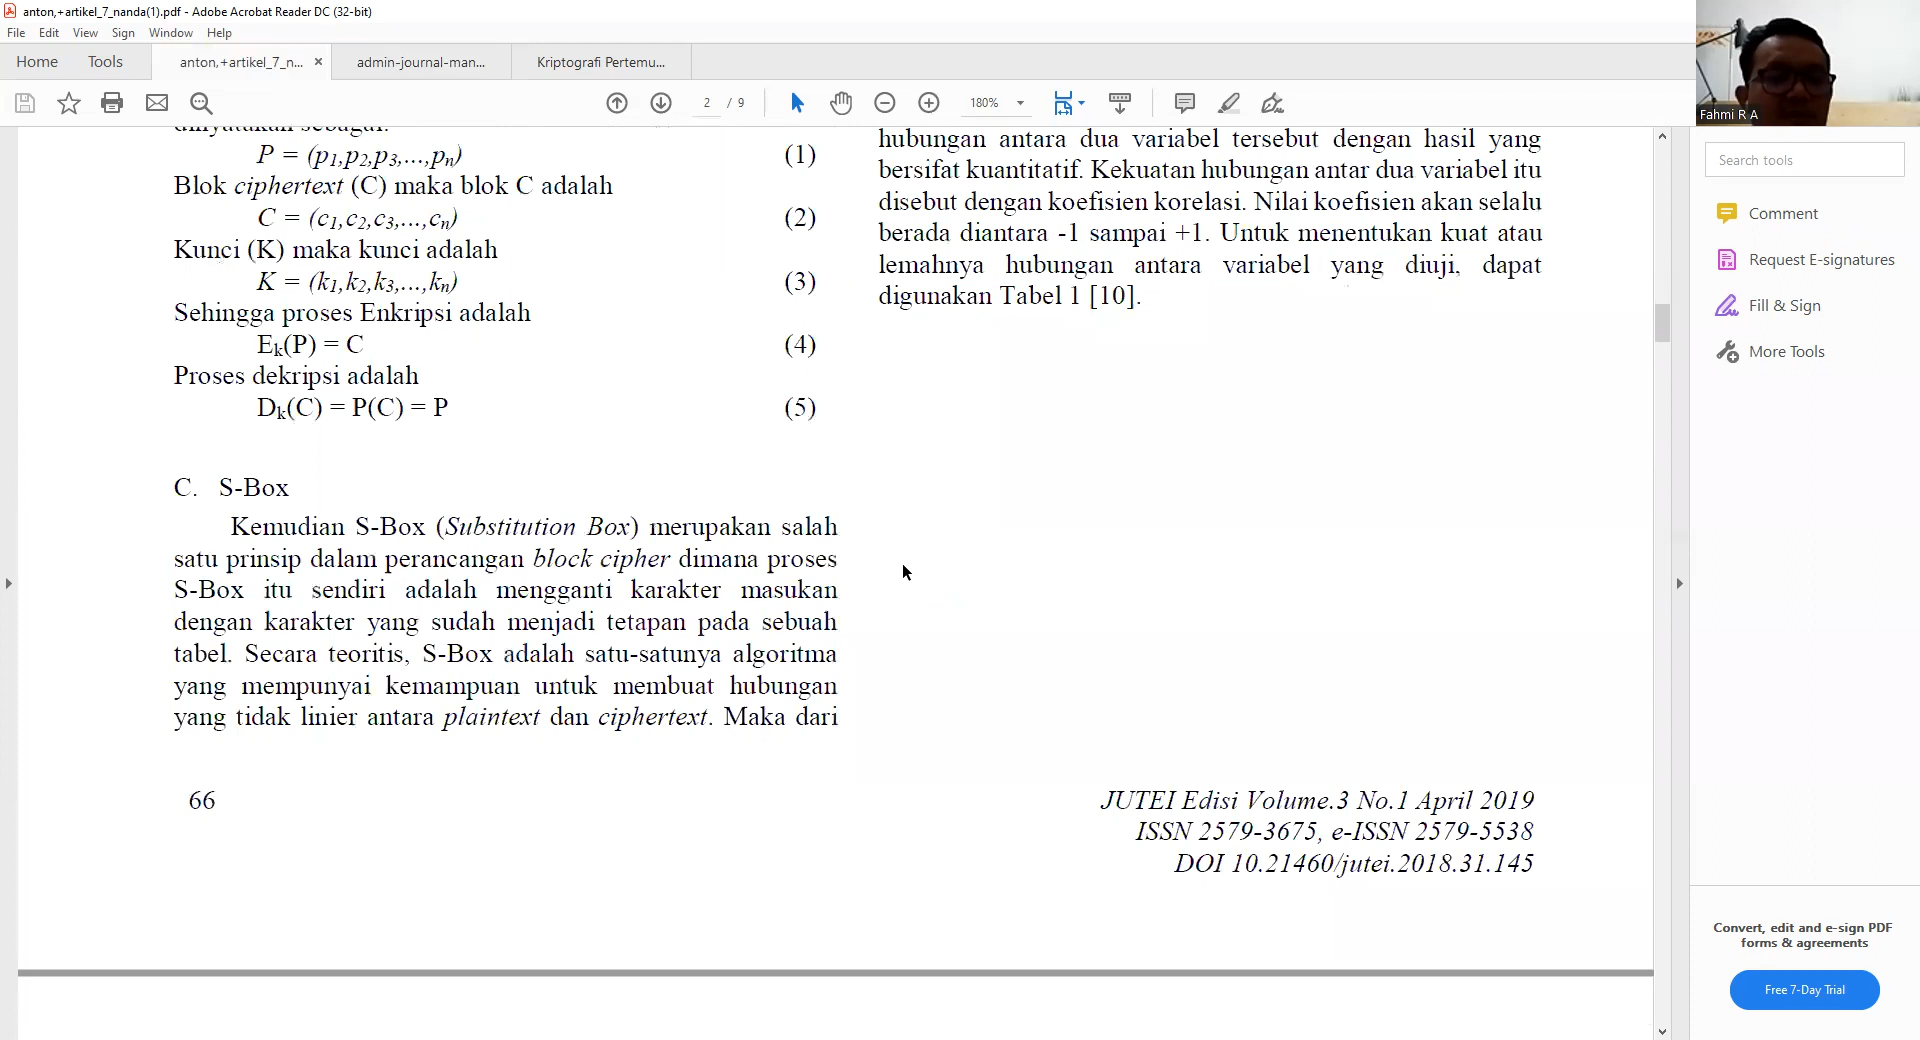 anton,+artikel_7_nanda(1).pdf - Adobe Acrobat Reader DC (32-bit)
File Edit View Sign Window Help
Home Tools anton,+artikel_7_n... × admin-journal-man... Kriptografi Pertemu...
2 / 9 180%
Fahmi R A
dinyatukan sebagai:
P = (p1,p2,p3,...,pn) (1)
Blok ciphertext (C) maka blok C adalah
C = (c1,c2,c3,...,cn) (2)
Kunci (K) maka kunci adalah
K = (k1,k2,k3,...,kn) (3)
Sehingga proses Enkripsi adalah
Ek(P) = C (4)
Proses dekripsi adalah
Dk(C) = P(C) = P (5)
C. S-Box
Kemudian S-Box (Substitution Box) merupakan salah
satu prinsip dalam perancangan block cipher dimana proses
S-Box itu sendiri adalah mengganti karakter masukan
dengan karakter yang sudah menjadi tetapan pada sebuah
tabel. Secara teoritis, S-Box adalah satu-satunya algoritma
yang mempunyai kemampuan untuk membuat hubungan
yang tidak linier antara plaintext dan ciphertext. Maka dari
hubungan antara dua variabel tersebut dengan hasil yang
bersifat kuantitatif. Kekuatan hubungan antar dua variabel itu
disebut dengan koefisien korelasi. Nilai koefisien akan selalu
berada diantara -1 sampai +1. Untuk menentukan kuat atau
lemahnya hubungan antara variabel yang diuji, dapat
digunakan Tabel 1 [10].
66
JUTEI Edisi Volume.3 No.1 April 2019
ISSN 2579-3675, e-ISSN 2579-5538
DOI 10.21460/jutei.2018.31.145
Search tools
Comment
Request E-signatures
Fill & Sign
More Tools
Convert, edit and e-sign PDF
forms & agreements
Free 7-Day Trial